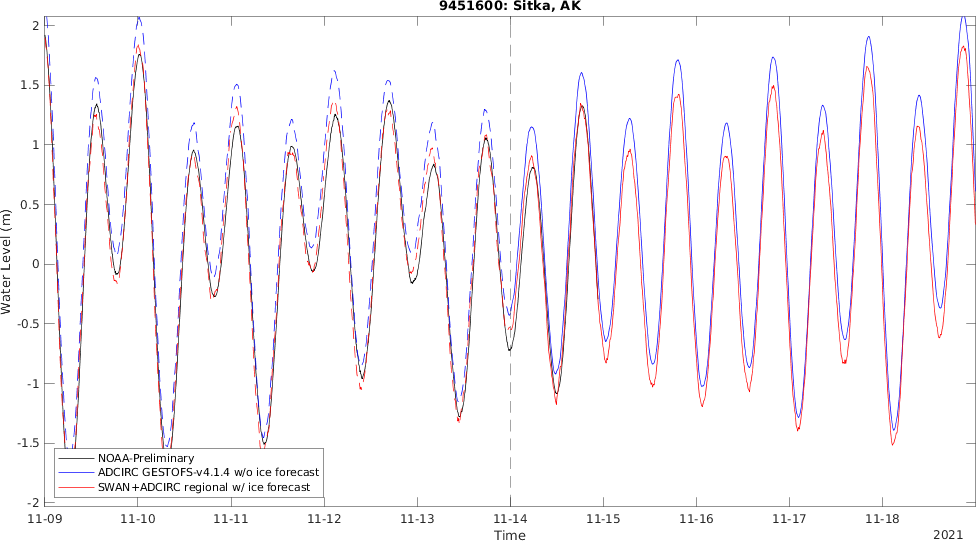 9451600: Sitka, AK
2
1.5
1
0.5
0
-0.5
-1
-1.5
-2
Water Level (m)
NOAA-Preliminary
ADCIRC GESTOFS-v4.1.4 w/o ice forecast
SWAN+ADCIRC regional w/ ice forecast
11-09 11-10 11-11 11-12 11-13 11-14 11-15 11-16 11-17 11-18
Time
2021